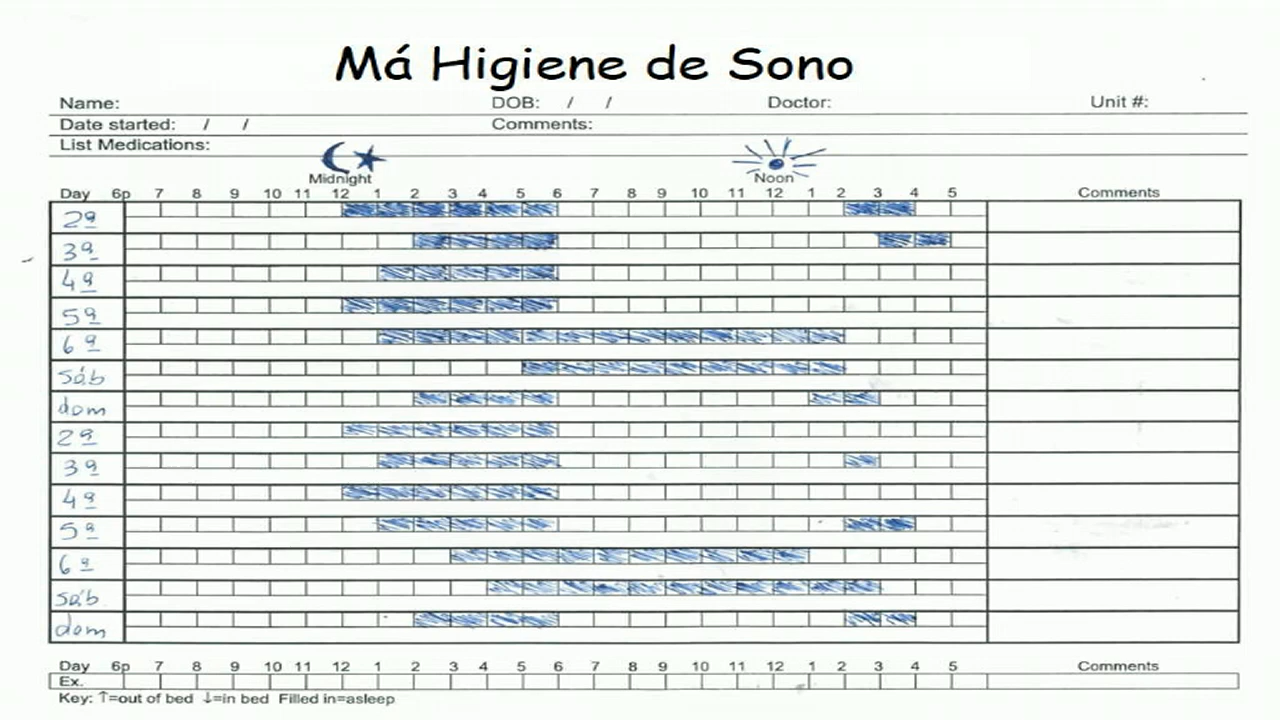 Má Higiene de Sono
Name: DOB: / / Doctor: Unit #:
Date started: / / Comments:
List Medications:
Midnight Noon
Day 6p 7 8 9 10 11 12 1 2 3 4 5 6 7 8 9 10 11 12 1 2 3 4 5 Comments
2ª
3ª
4ª
5ª
6ª
sáb
dom
2ª
3ª
4ª
5ª
6ª
sáb
dom
Day 6p 7 8 9 10 11 12 1 2 3 4 5 6 7 8 9 10 11 12 1 2 3 4 5 Comments
Ex.
Key: ↑=out of bed ↓=in bed Filled in=asleep